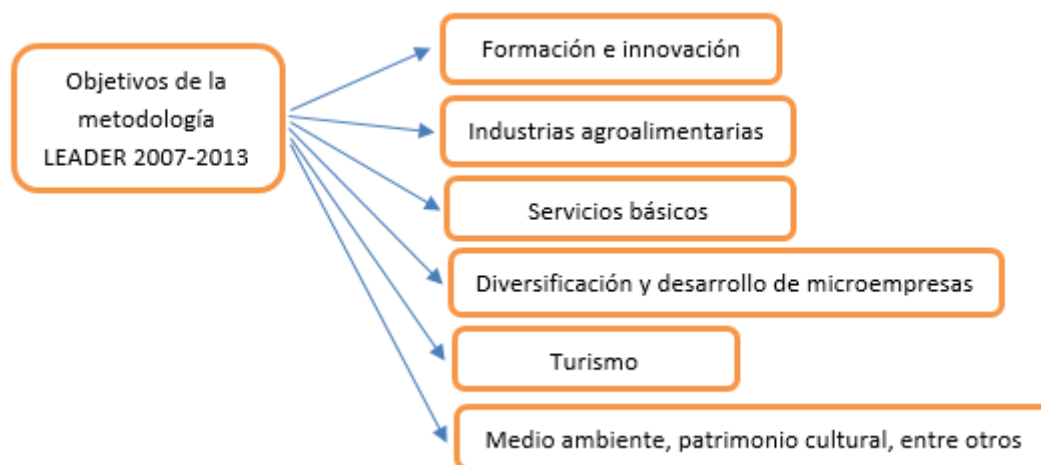 Objetivos de la
metodología
LEADER 2007-2013
Formación e innovación
Industrias agroalimentarias
Servicios básicos
Diversificación y desarrollo de microempresas
Turismo
Medio ambiente, patrimonio cultural, entre otros